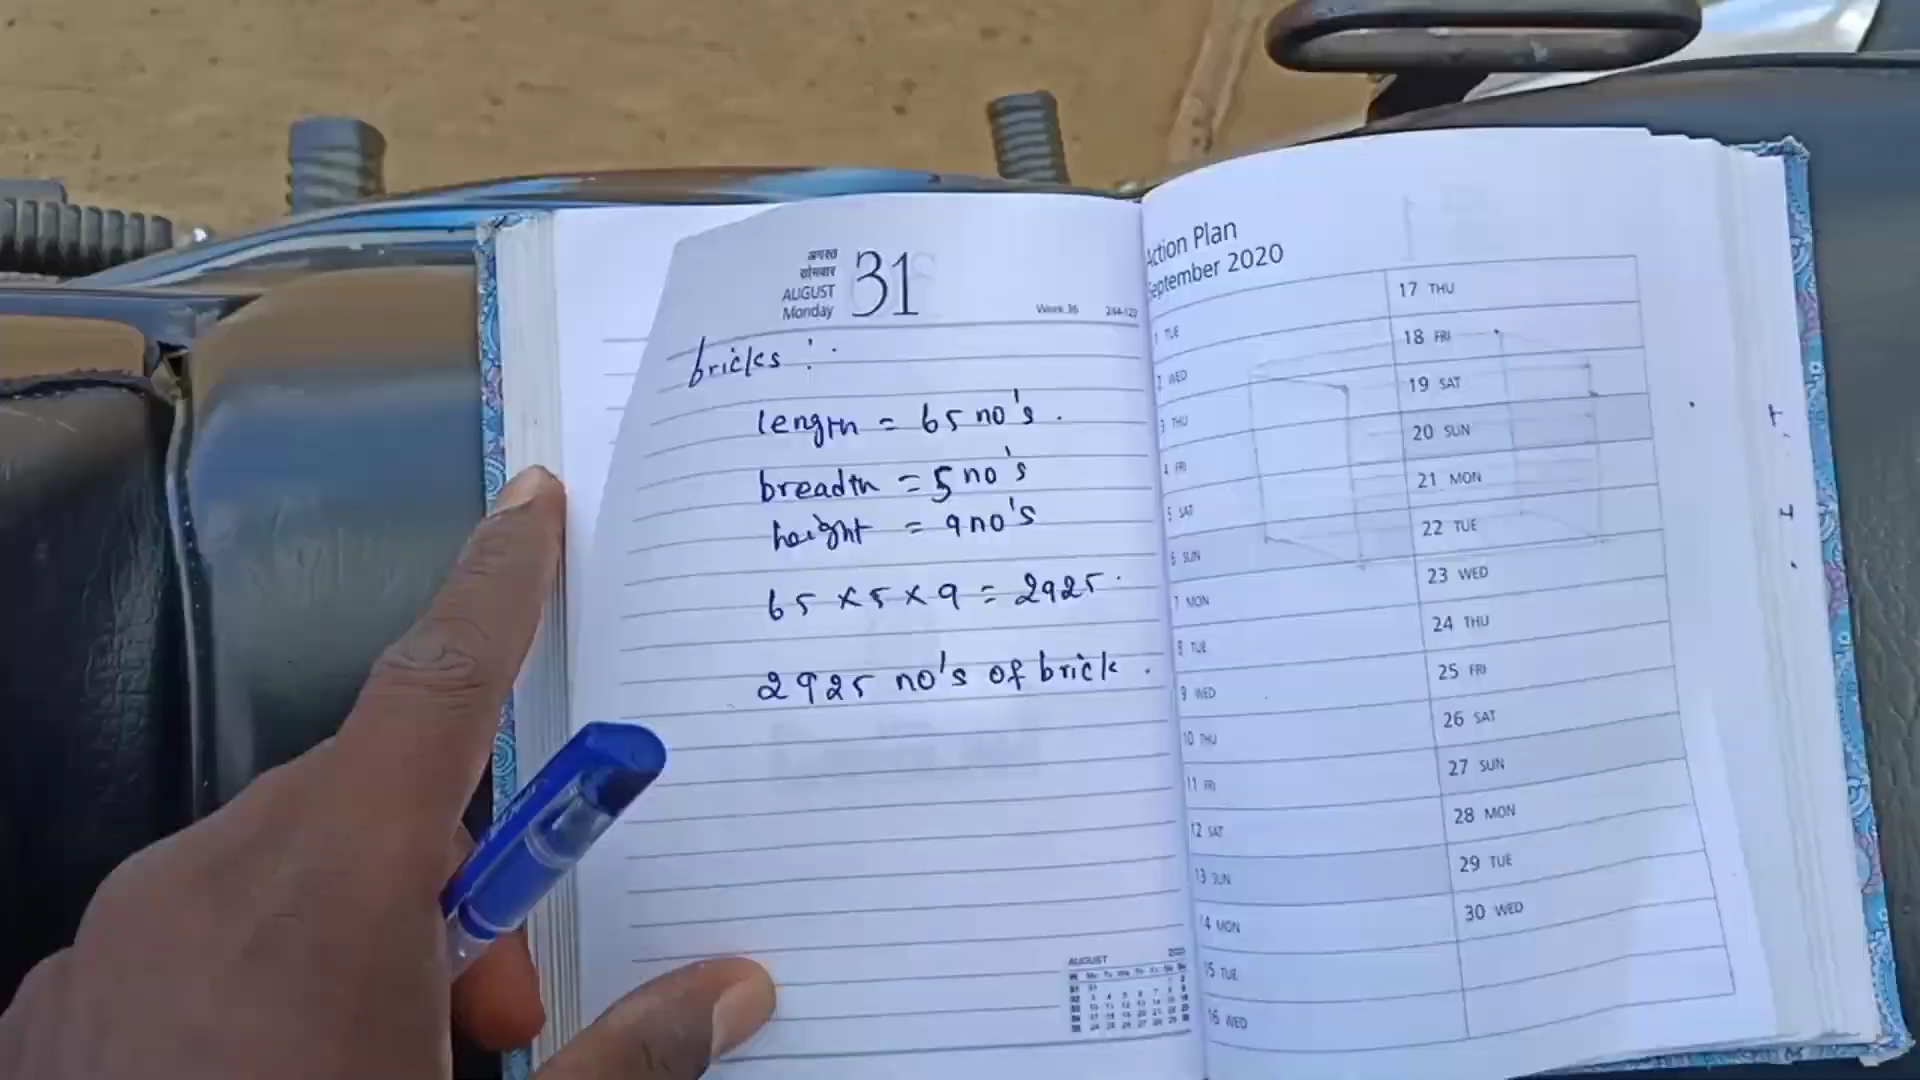 अगस्त
सोमवार
AUGUST
Monday
31
Week 36
244-122
bricks :
length = 65 no's .
breadth = 5 no's
height = 9 no's
65 x 5 x 9 = 2925 .
2925 no's of brick .
AUGUST
Action Plan
September 2020
1 TUE
2 WED
3 THU
4 FRI
5 SAT
6 SUN
7 MON
8 TUE
9 WED
10 THU
11 FRI
12 SAT
13 SUN
14 MON
15 TUE
16 WED
17 THU
18 FRI
19 SAT
20 SUN
21 MON
22 TUE
23 WED
24 THU
25 FRI
26 SAT
27 SUN
28 MON
29 TUE
30 WED